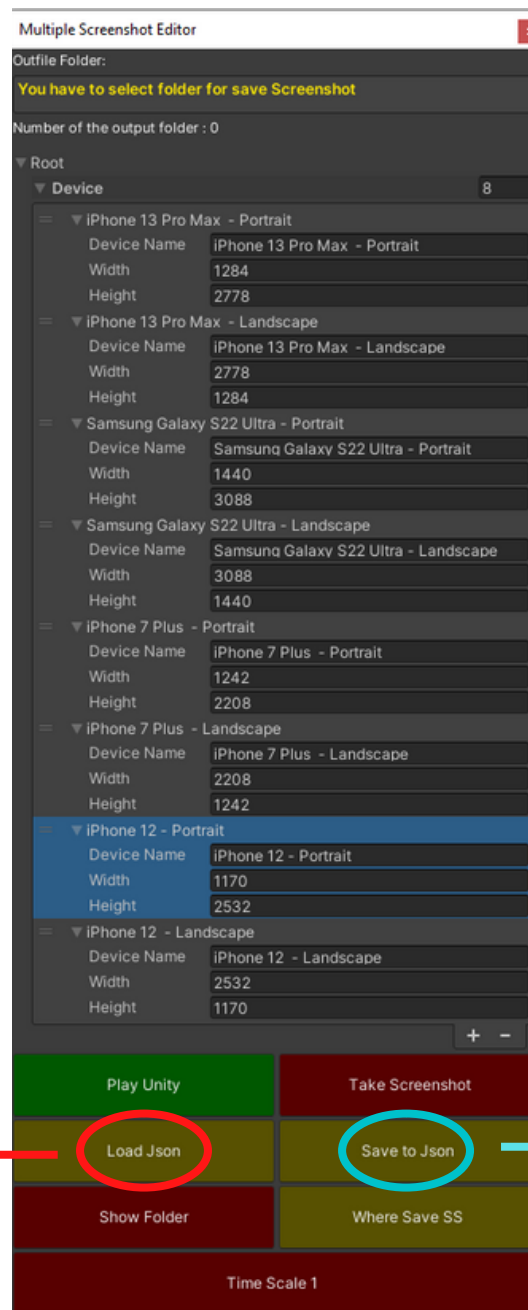 Multiple Screenshot Editor
Outfile Folder:
You have to select folder for save Screenshot
Number of the output folder : 0
Root
Device 8
iPhone 13 Pro Max - Portrait
Device Name iPhone 13 Pro Max - Portrait
Width 1284
Height 2778
iPhone 13 Pro Max - Landscape
Device Name iPhone 13 Pro Max - Landscape
Width 2778
Height 1284
Samsung Galaxy S22 Ultra - Portrait
Device Name Samsung Galaxy S22 Ultra - Portrait
Width 1440
Height 3088
Samsung Galaxy S22 Ultra - Landscape
Device Name Samsung Galaxy S22 Ultra - Landscape
Width 3088
Height 1440
iPhone 7 Plus - Portrait
Device Name iPhone 7 Plus - Portrait
Width 1242
Height 2208
iPhone 7 Plus - Landscape
Device Name iPhone 7 Plus - Landscape
Width 2208
Height 1242
iPhone 12 - Portrait
Device Name iPhone 12 - Portrait
Width 1170
Height 2532
iPhone 12 - Landscape
Device Name iPhone 12 - Landscape
Width 2532
Height 1170
+ -
Play Unity Take Screenshot
Load Json Save to Json
Show Folder Where Save SS
Time Scale 1